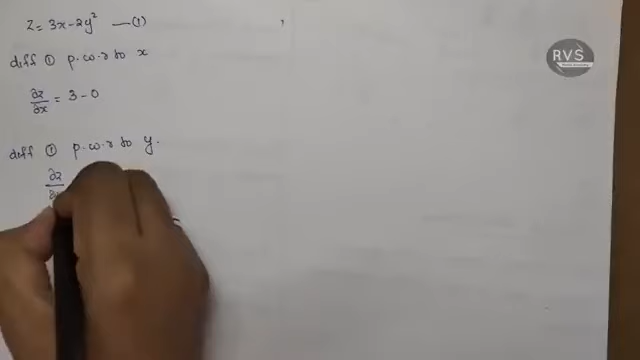 Z = 3x - 2y² — ①
diff ① p.w.r to x
∂z/∂x = 3 - 0
diff ① p.w.r to y.
∂z
RVS